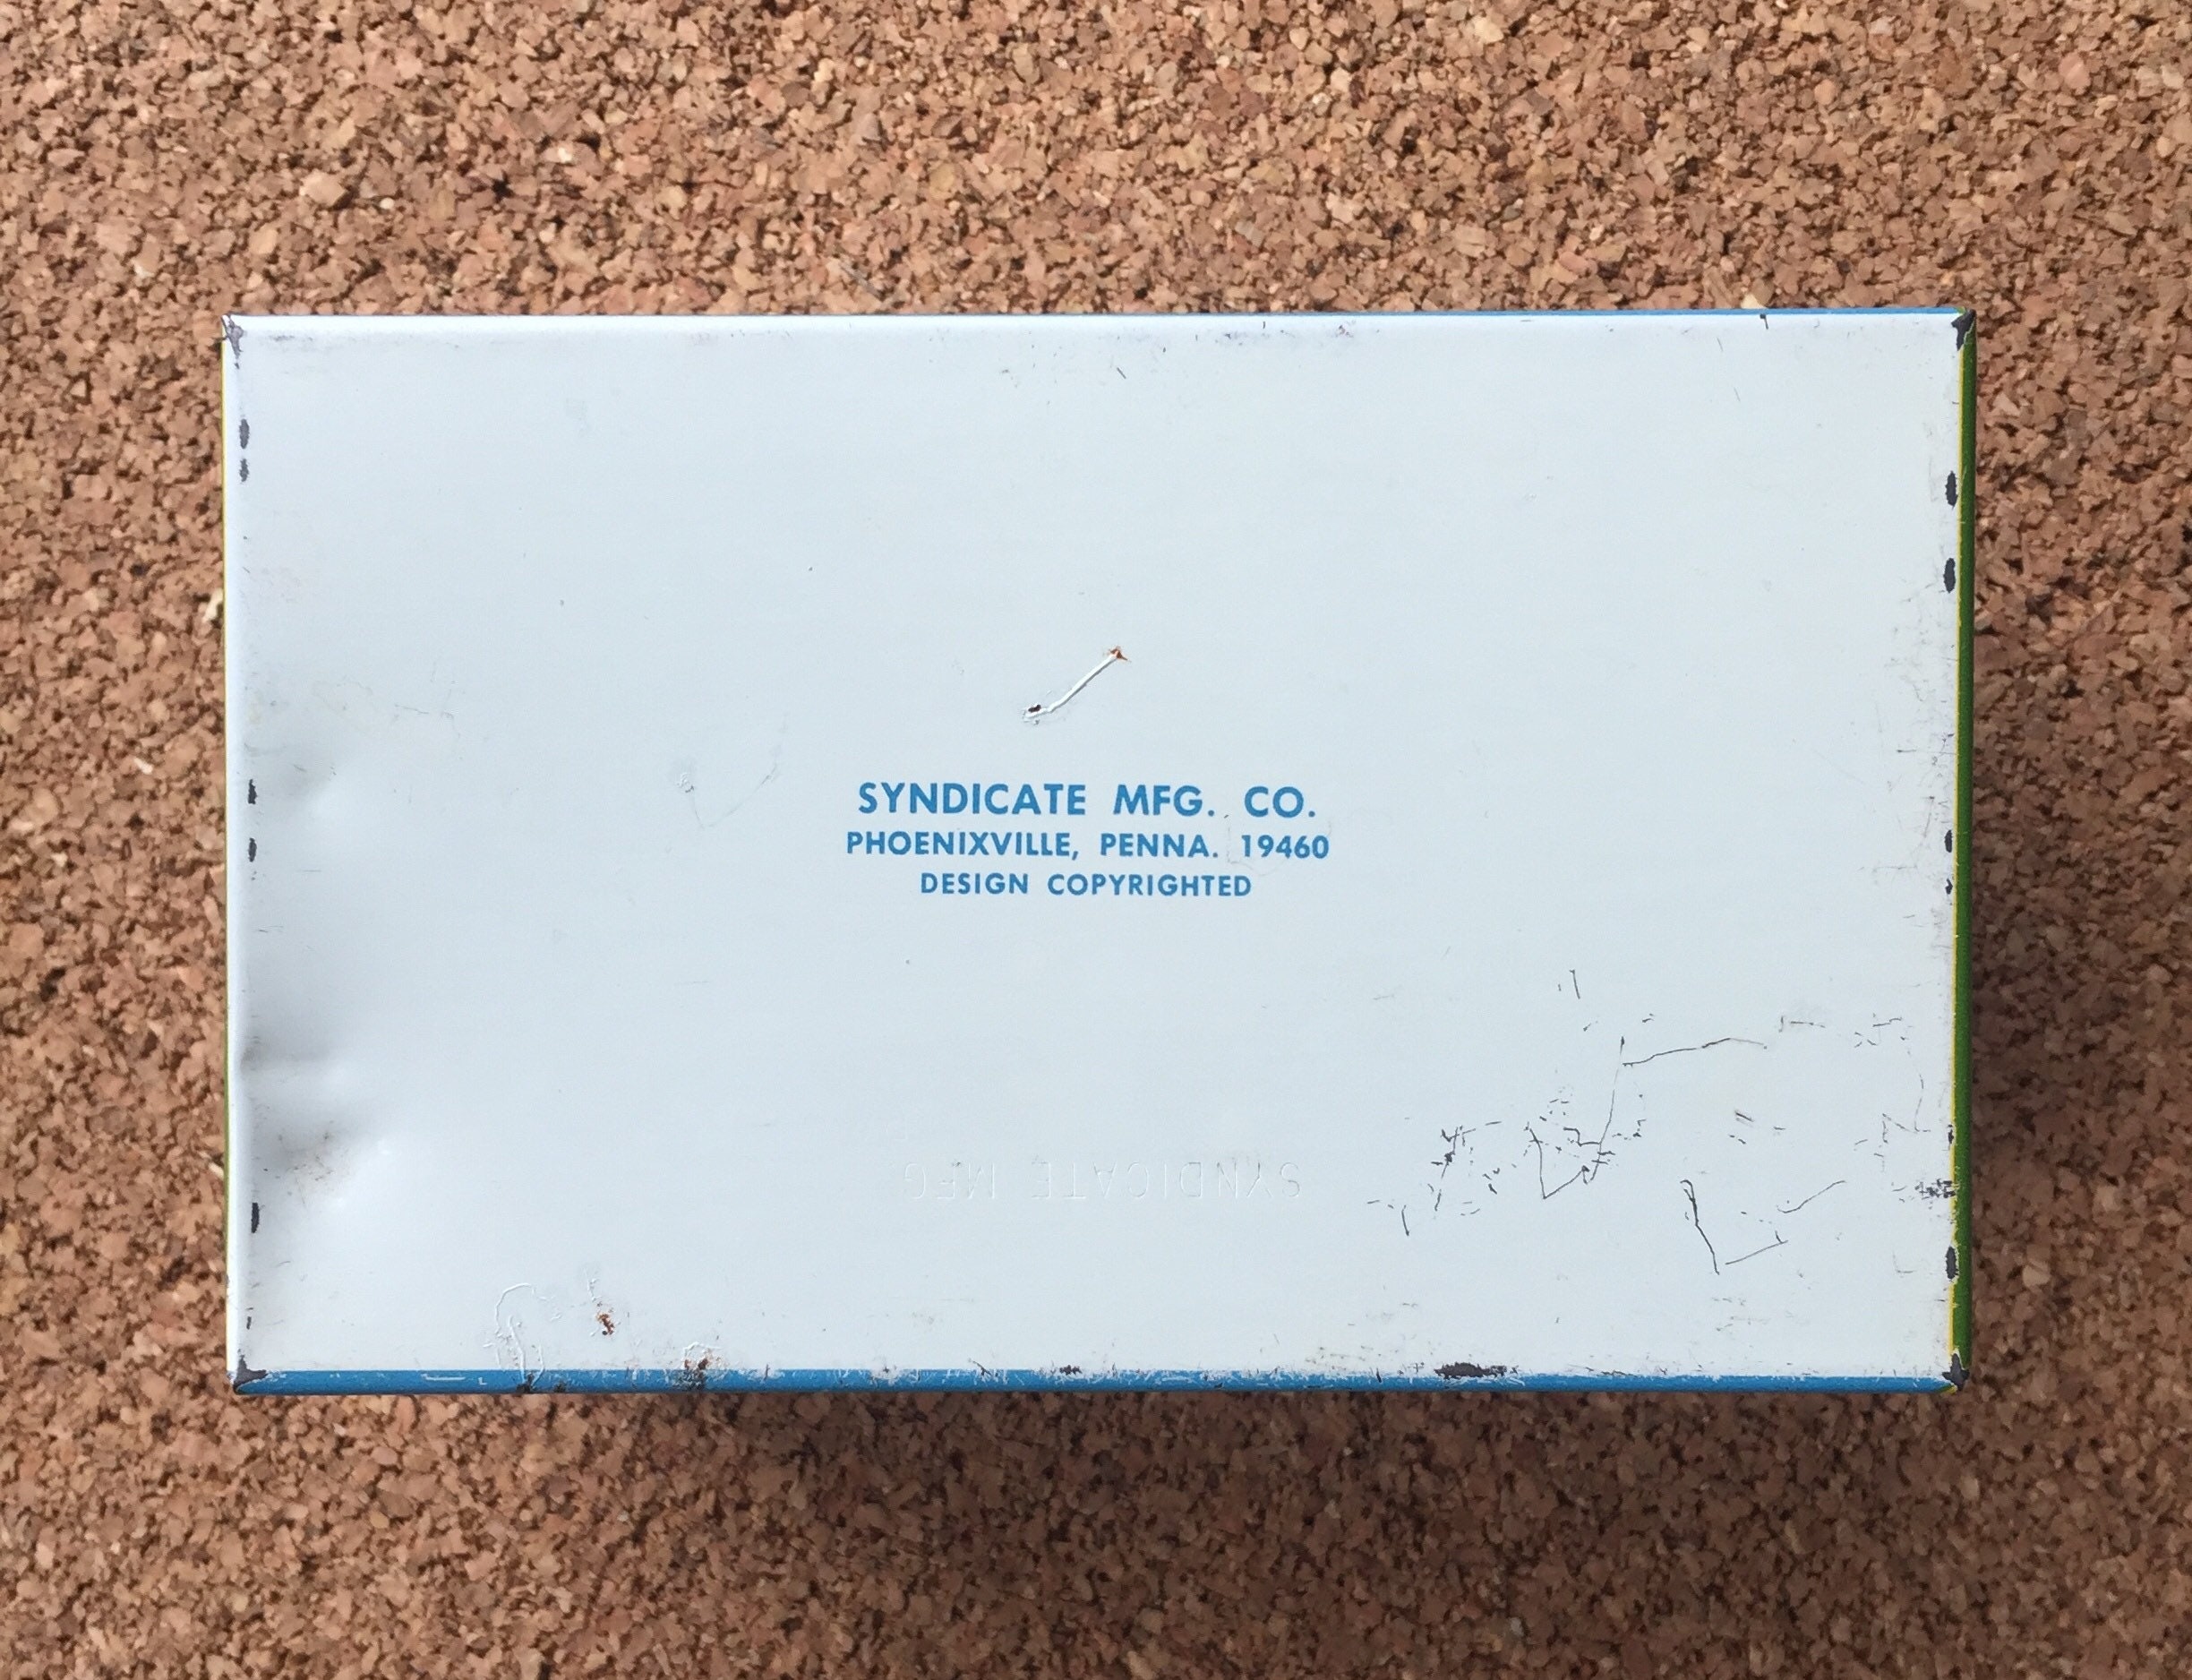 SYNDICATE MFG. CO.
PHOENIXVILLE, PENNA. 19460
DESIGN COPYRIGHTED
SYNDICATE MFG